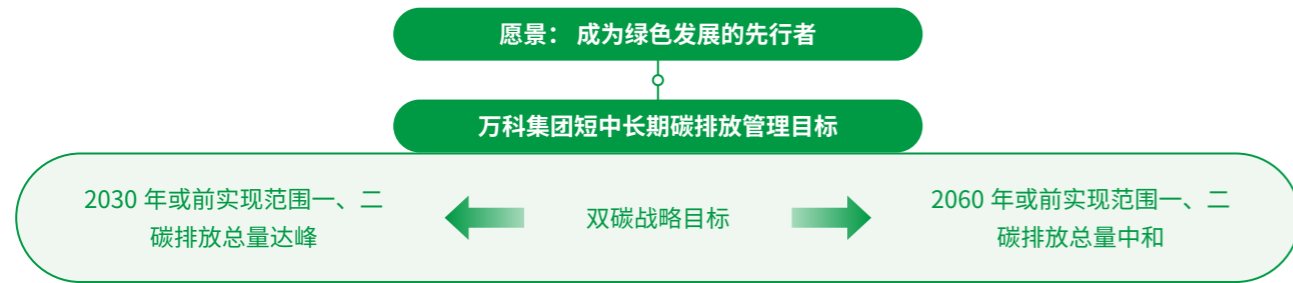 愿景： 成为绿色发展的先行者
万科集团短中长期碳排放管理目标
2030 年或前实现范围一、二
碳排放总量达峰
双碳战略目标
2060 年或前实现范围一、二
碳排放总量中和